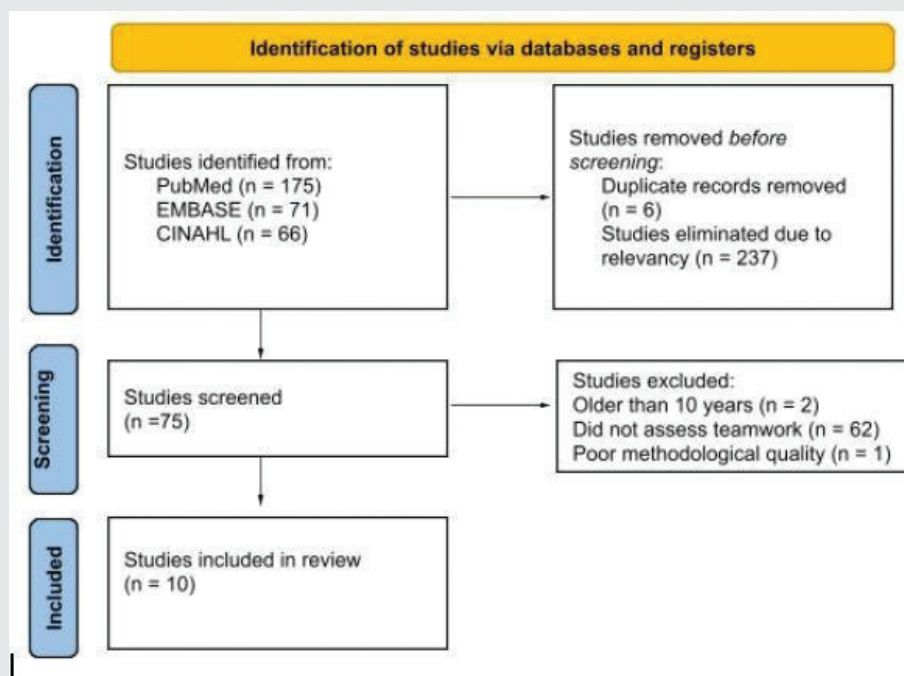 Identification of studies via databases and registers
Identification
Studies identified from:
PubMed (n = 175)
EMBASE (n = 71)
CINAHL (n = 66)
Studies removed before
screening:
Duplicate records removed
(n = 6)
Studies eliminated due to
relevancy (n = 237)
Screening
Studies screened
(n =75)
Studies excluded:
Older than 10 years (n = 2)
Did not assess teamwork (n = 62)
Poor methodological quality (n = 1)
Included
Studies included in review
(n = 10)